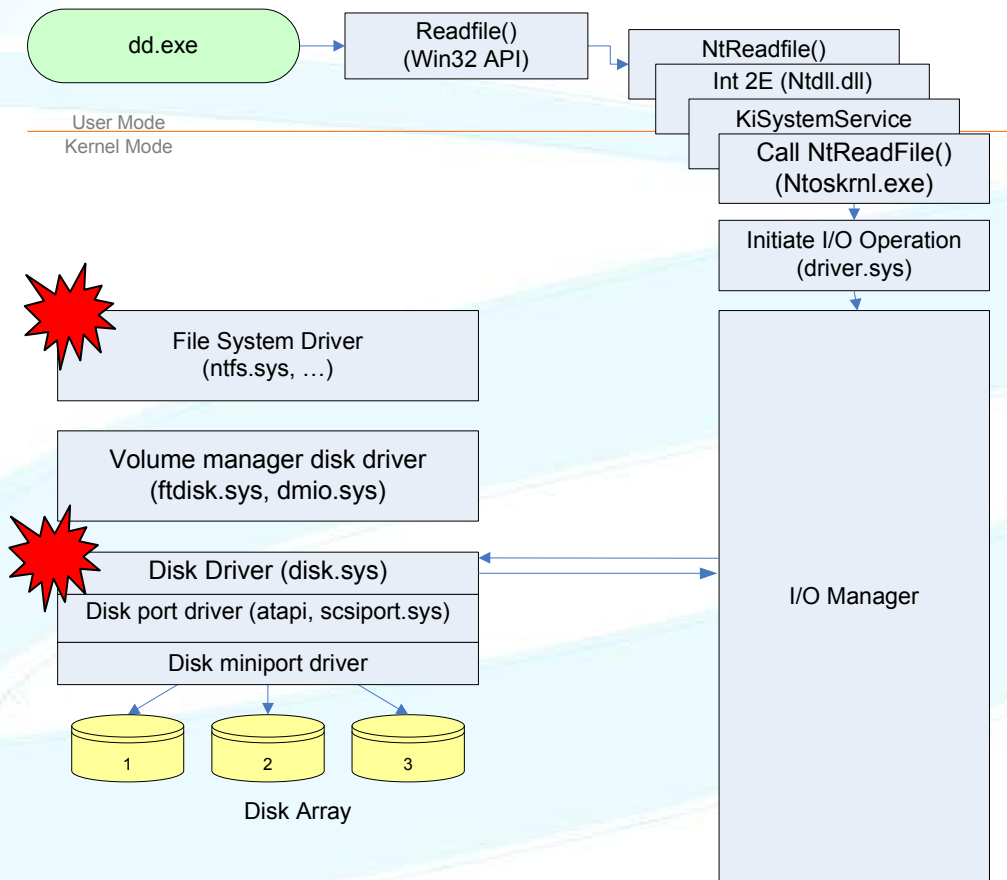 dd.exe
Readfile()
(Win32 API)
NtReadfile()
Int 2E (Ntdll.dll)
KiSystemService
Call NtReadFile()
(Ntoskrnl.exe)
User Mode
Kernel Mode
Initiate I/O Operation
(driver.sys)
File System Driver
(ntfs.sys, …)
Volume manager disk driver
(ftdisk.sys, dmio.sys)
Disk Driver (disk.sys)
Disk port driver (atapi, scsiport.sys)
Disk miniport driver
I/O Manager
1
2
3
Disk Array